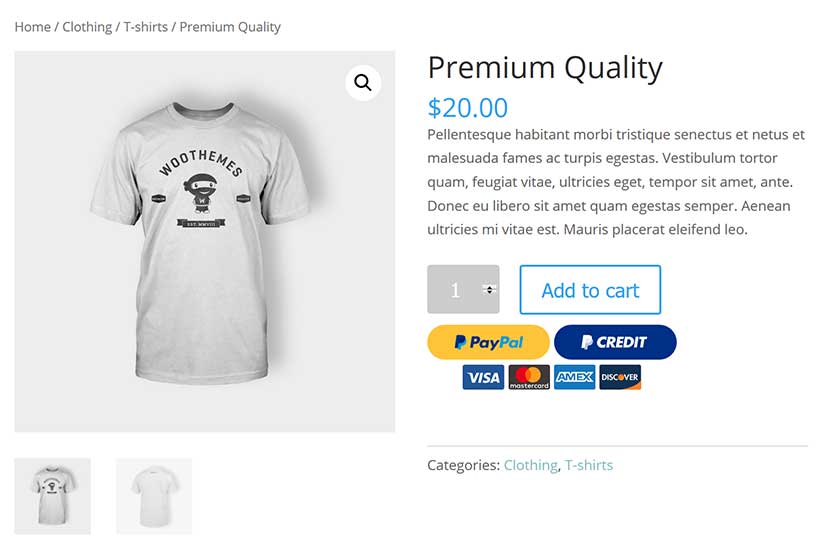 Home / Clothing / T-shirts / Premium Quality
WOOTHEMES
W
EST. MMVIII
Premium Quality
$20.00
Pellentesque habitant morbi tristique senectus et netus et
malesuada fames ac turpis egestas. Vestibulum tortor
quam, feugiat vitae, ultricies eget, tempor sit amet, ante.
Donec eu libero sit amet quam egestas semper. Aenean
ultricies mi vitae est. Mauris placerat eleifend leo.
1
Add to cart
PayPal
CREDIT
VISA
mastercard
AMEX
DISCOVER
Categories: Clothing, T-shirts